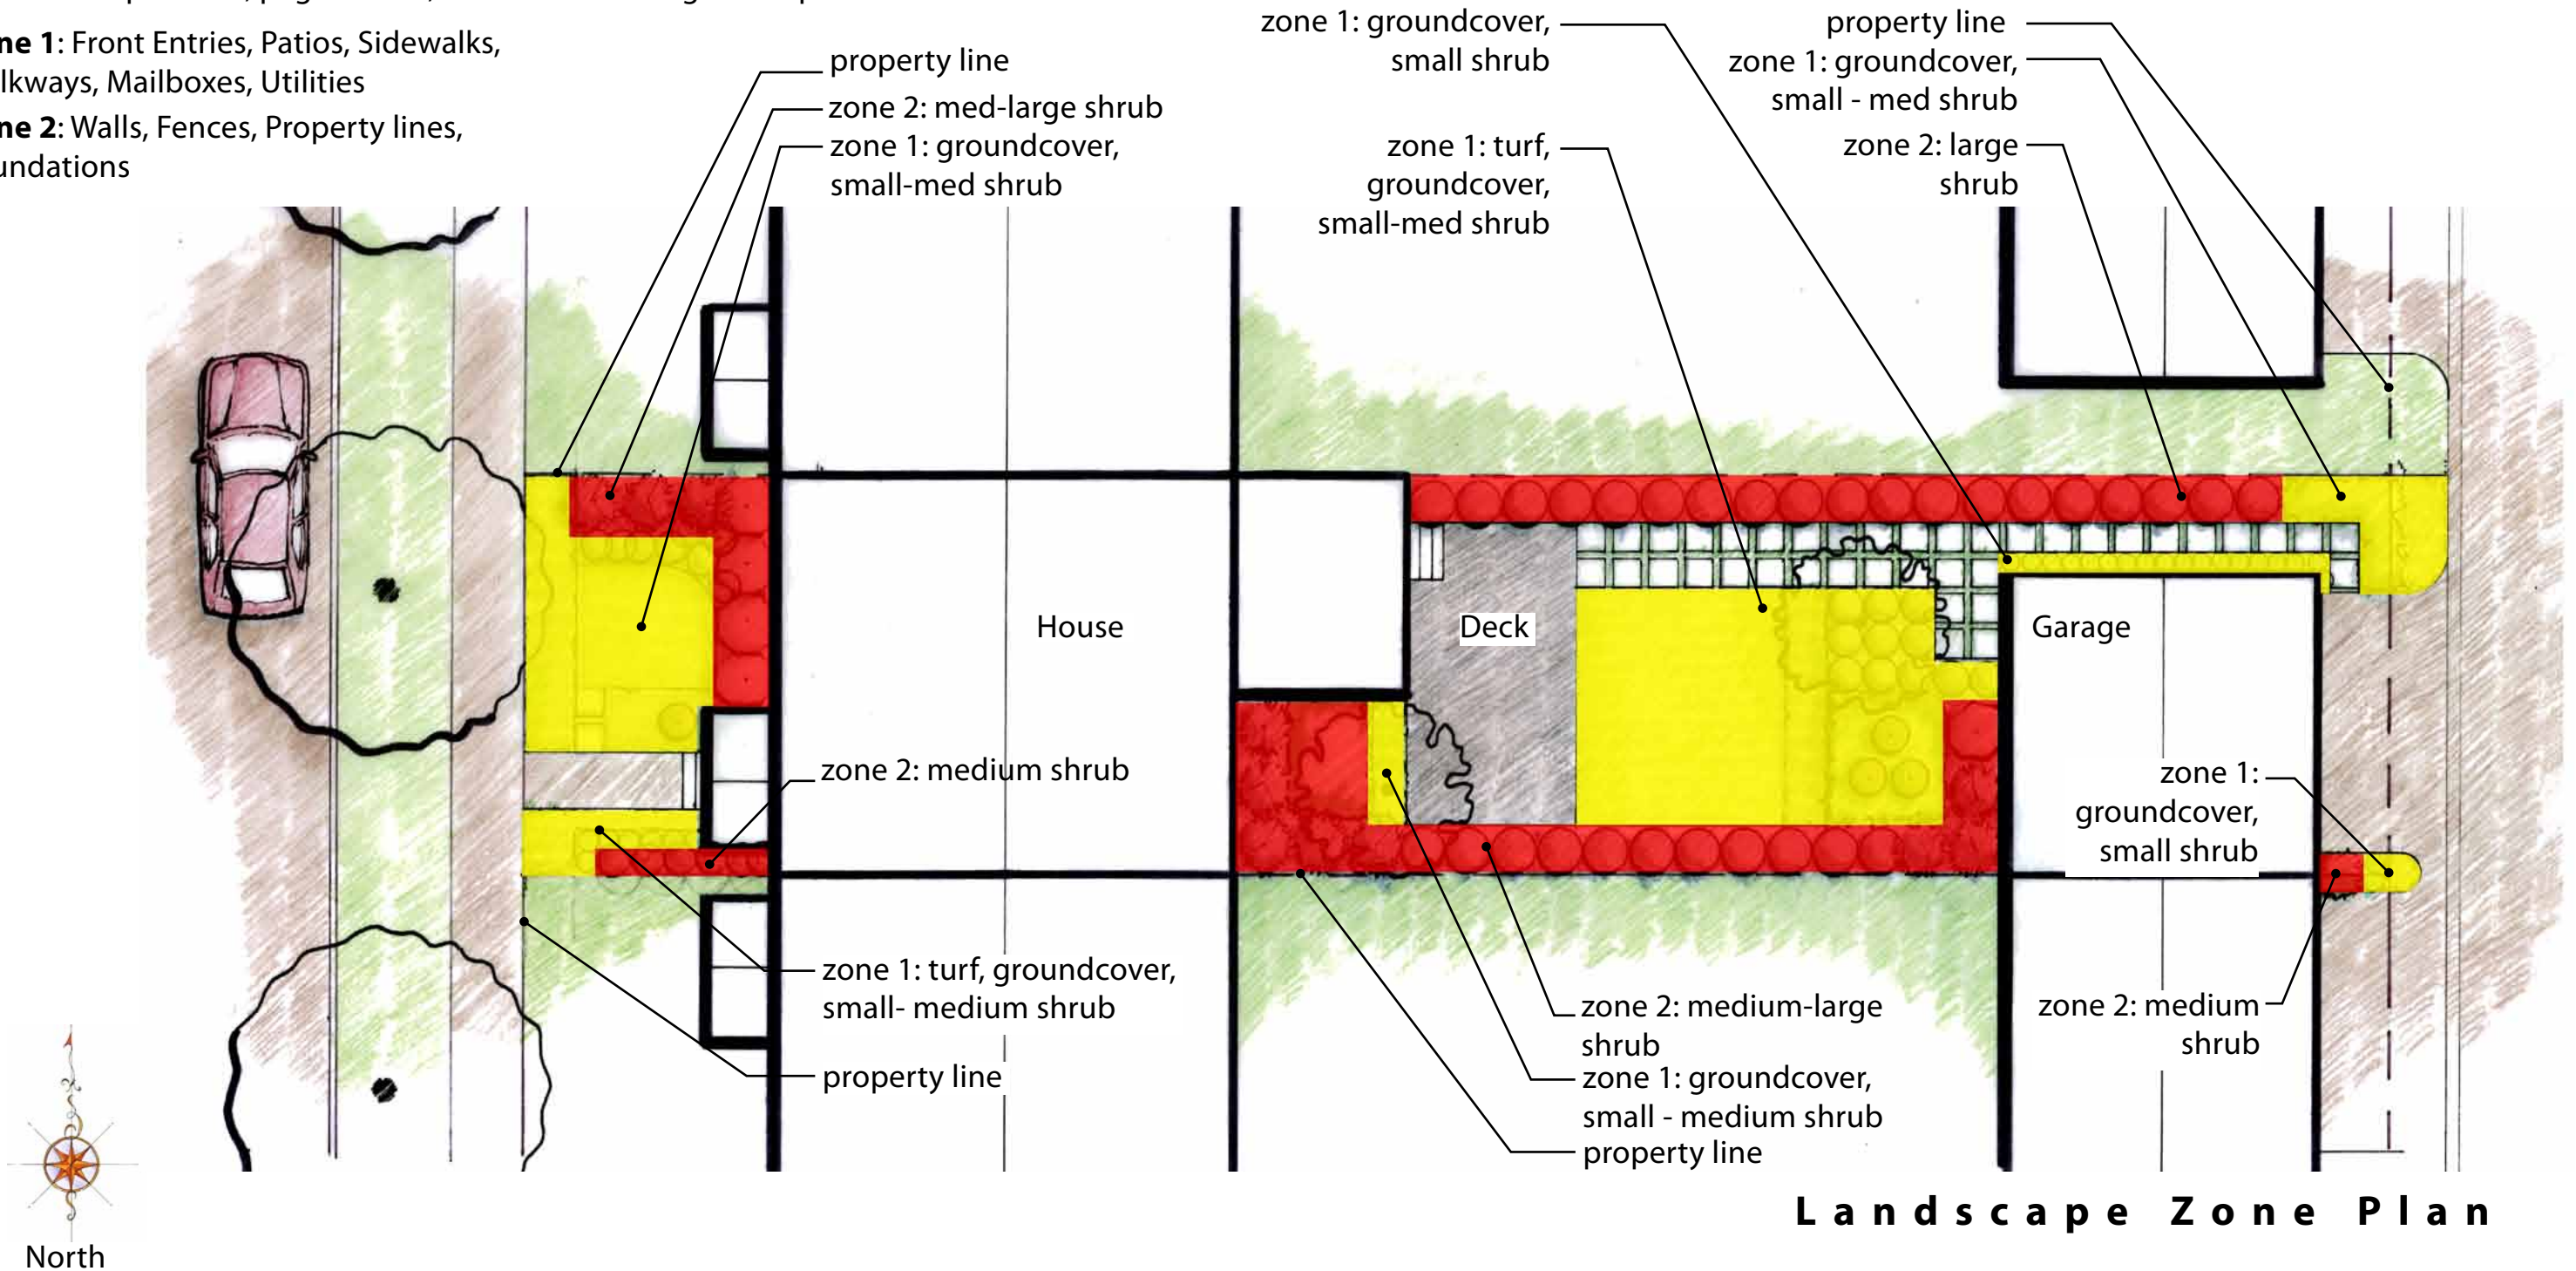 ne 1: Front Entries, Patios, Sidewalks,
lkways, Mailboxes, Utilities
ne 2: Walls, Fences, Property lines,
undations
property line
zone 2: med-large shrub
zone 1: groundcover,
small-med shrub
zone 1: groundcover,
small shrub
zone 1: turf,
groundcover,
small-med shrub
property line
zone 1: groundcover,
small - med shrub
zone 2: large
shrub
House
Deck
Garage
zone 2: medium shrub
zone 1:
groundcover,
small shrub
zone 1: turf, groundcover,
small- medium shrub
property line
zone 2: medium-large
shrub
zone 1: groundcover,
small - medium shrub
property line
zone 2: medium
shrub
Landscape Zone Plan
North